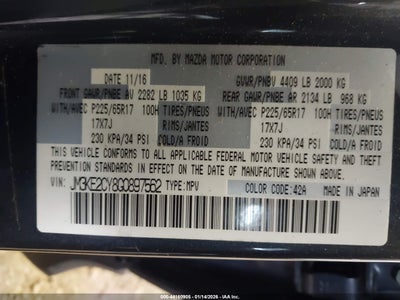 MFD. BY MAZDA MOTOR CORPORATION
DATE 11/16 GVWR/PNBV 4409 LB 2000 KG
FRONT GAWR/PNBE AV 2282 LB 1035 KG REAR GAWR/PNBE AR 2134 LB 968 KG
WITH/AVEC P225/65R17 100H TIRES/PNEUS WITH/AVEC P225/65R17 100H TIRES/PNEUS
17X7J RIMS/JANTES 17X7J RIMS/JANTES
230 KPA/34 PSI COLD/A FROID 230 KPA/34 PSI COLD/A FROID
THIS VEHICLE CONFORMS TO ALL APPLICABLE FEDERAL MOTOR VEHICLE SAFETY AND THEFT
PREVENTION STANDARDS IN EFFECT ON THE DATE OF MANUFACTURE SHOWN ABOVE.
VIN: JM3KE2CY8G0897562 TYPE: MPV COLOR CODE: 42A MADE IN JAPAN
000-44160905 - 01/14/2026 - IAA Inc.